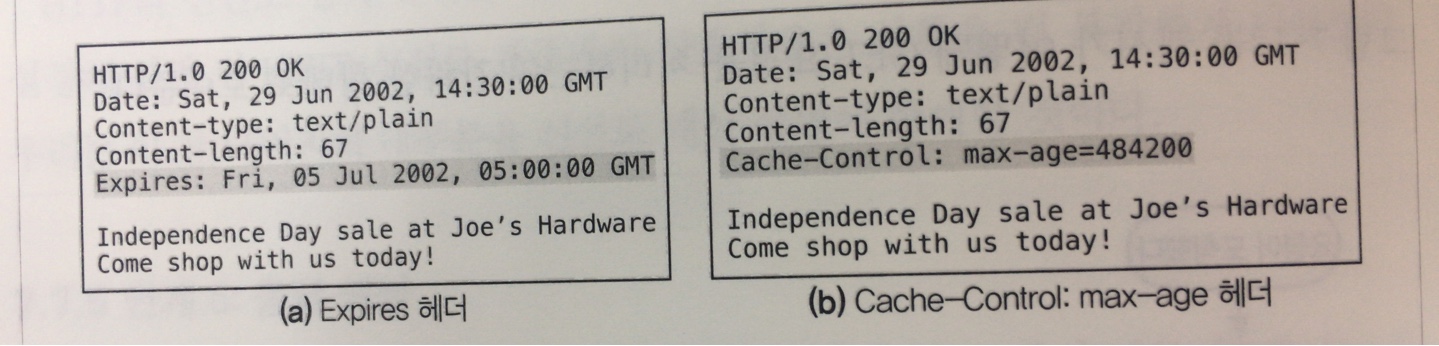 HTTP/1.0 200 OK
Date: Sat, 29 Jun 2002, 14:30:00 GMT
Content-type: text/plain
Content-length: 67
Expires: Fri, 05 Jul 2002, 05:00:00 GMT
Independence Day sale at Joe's Hardware
Come shop with us today!
(a) Expires 헤더
HTTP/1.0 200 OK
Date: Sat, 29 Jun 2002, 14:30:00 GMT
Content-type: text/plain
Content-length: 67
Cache-Control: max-age=484200
Independence Day sale at Joe's Hardware
Come shop with us today!
(b) Cache-Control: max-age 헤더